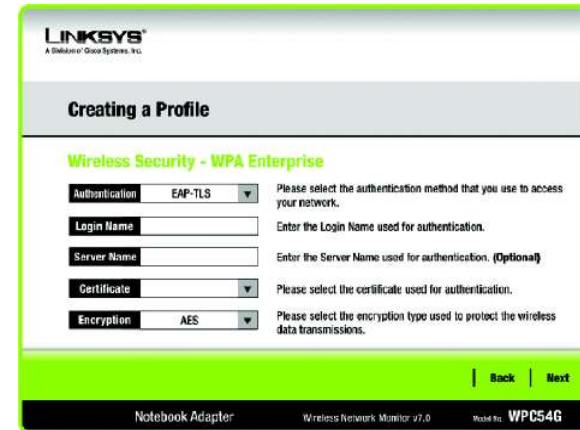 LINKSYS®
A Division of Cisco Systems, Inc.
Creating a Profile
Wireless Security - WPA Enterprise
Authentication EAP-TLS Please select the authentication method that you use to access
your network.
Login Name Enter the Login Name used for authentication.
Server Name Enter the Server Name used for authentication. (Optional)
Certificate Please select the certificate used for authentication.
Encryption AES Please select the encryption type used to protect the wireless
data transmissions.
Back Next
Notebook Adapter Wireless Network Monitor v7.0 Model No. WPC54G